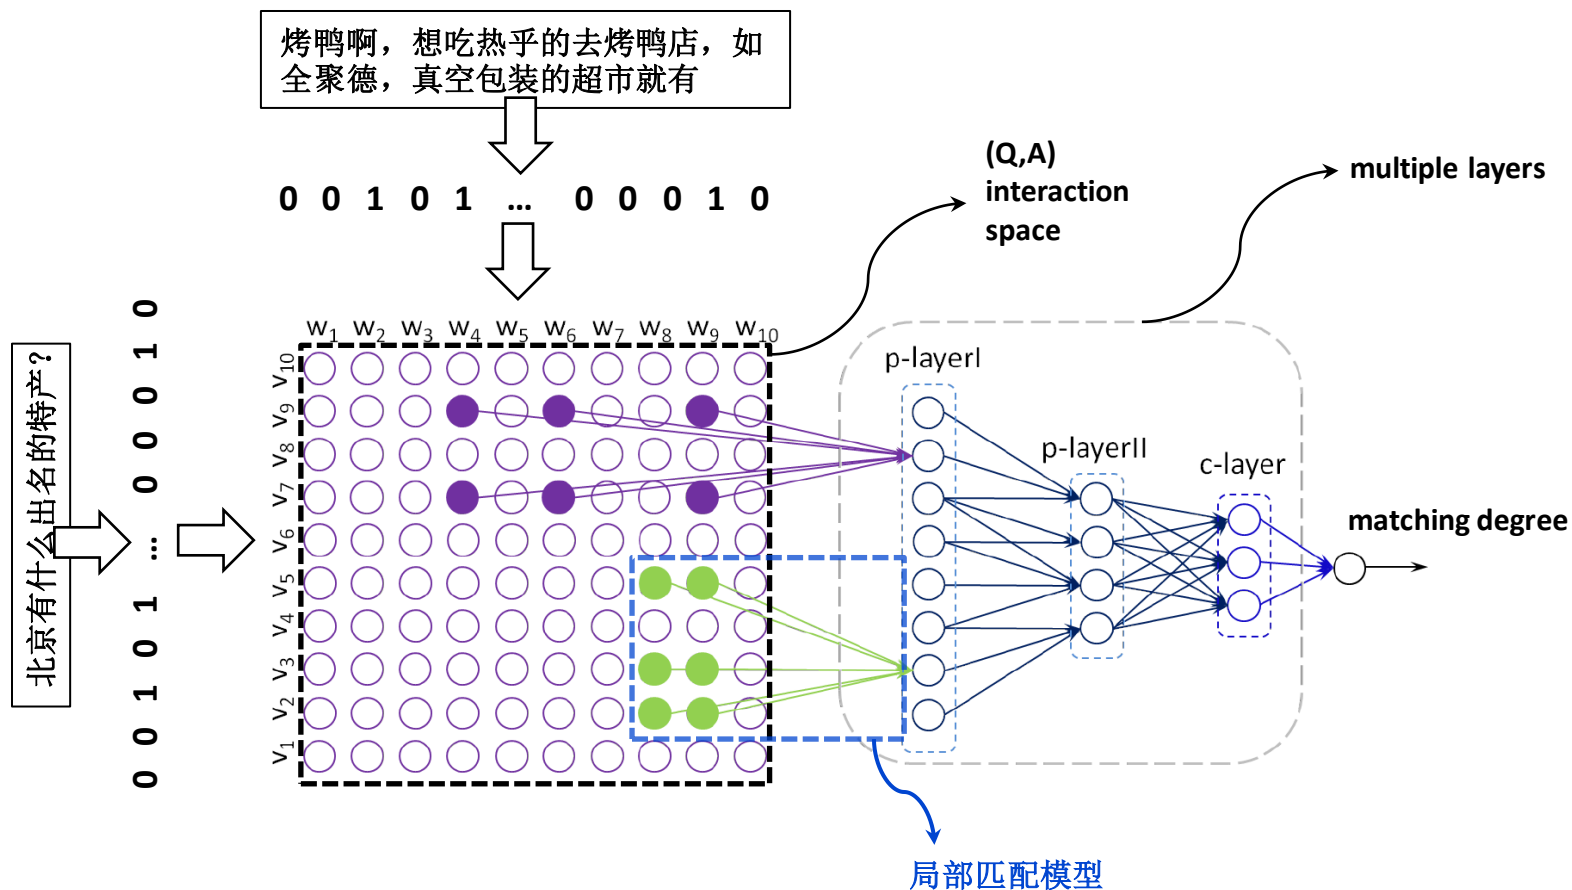 烤鸭啊，想吃热乎的去烤鸭店，如
全聚德，真空包装的超市就有
0 0 1 0 1 … 0 0 0 1 0
(Q,A)
interaction
space
multiple layers
北京有什么出名的特产？
0 0 1 0 1 … 0 0 0 1 0
w1 w2 w3 w4 w5 w6 w7 w8 w9 w10
v10
v9
v8
v7
v6
v5
v4
v3
v2
v1
p-layerI
p-layerII
c-layer
matching degree
局部匹配模型